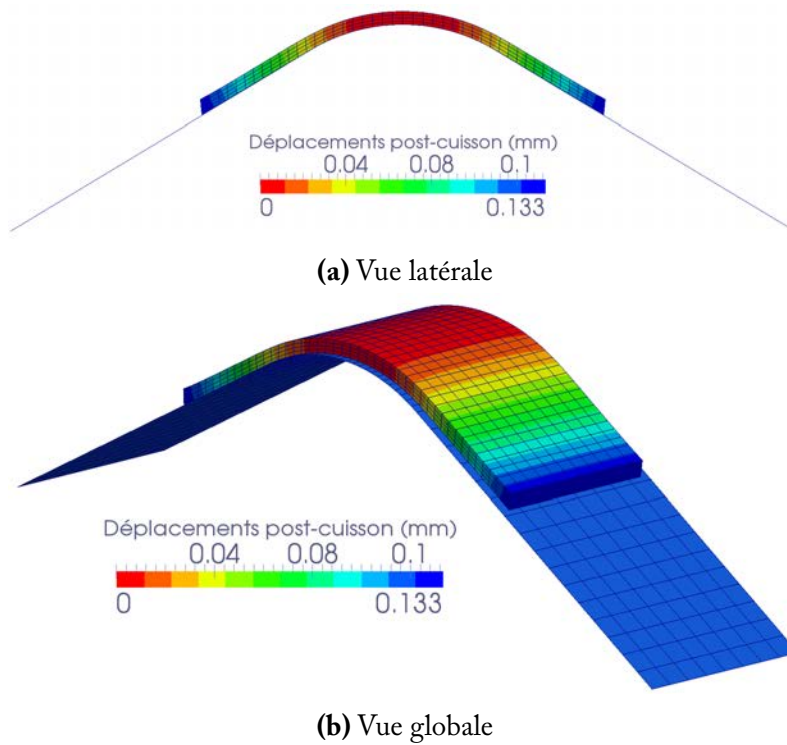 Déplacements post-cuisson (mm)
0.04 0.08 0.1
0 0.133
(a) Vue latérale
Déplacements post-cuisson (mm)
0.04 0.08 0.1
0 0.133
(b) Vue globale